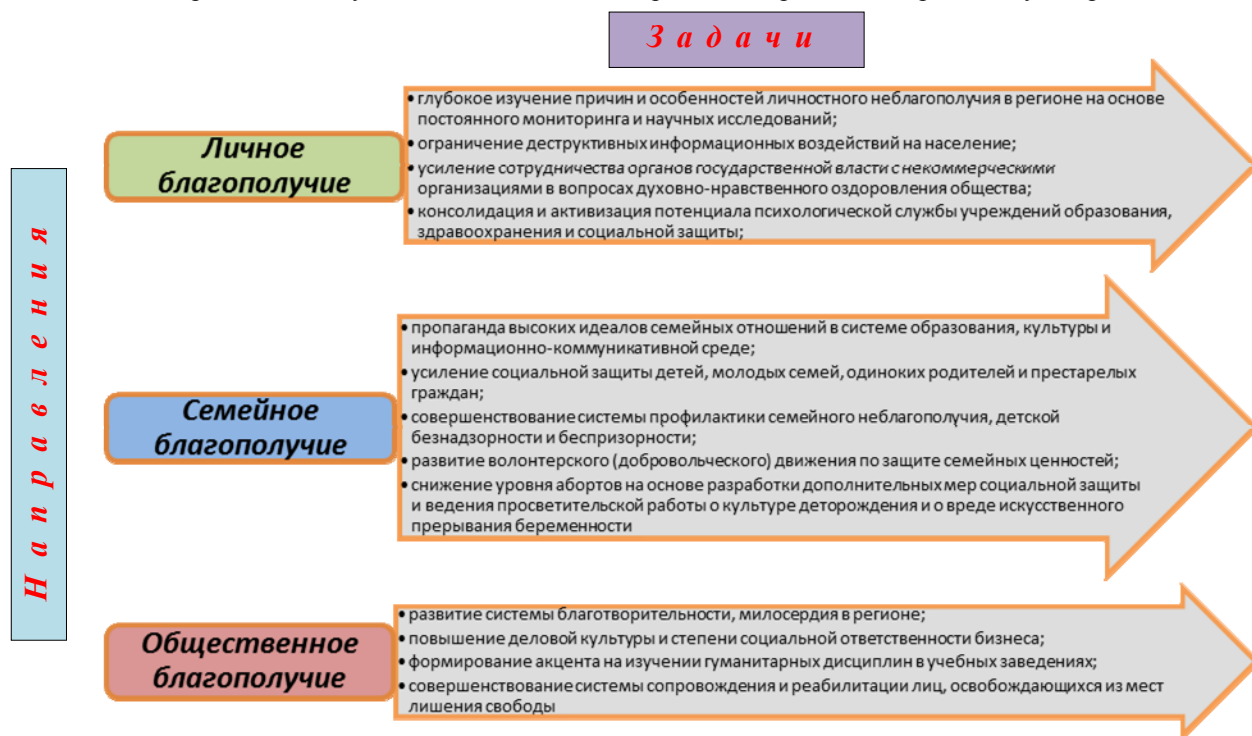 З а д а ч и
Н а п р а в л е н и я
Личное
благополучие
• глубокое изучение причин и особенностей личностного неблагополучия в регионе на основе
постоянного мониторинга и научных исследований;
• ограничение деструктивных информационных воздействий на население;
• усиление сотрудничества органов государственной власти с некоммерческими
организациями в вопросах духовно-нравственного оздоровления общества;
• консолидация и активизация потенциала психологической службы учреждений образования,
здравоохранения и социальной защиты;
Семейное
благополучие
• пропаганда высоких идеалов семейных отношений в системе образования, культуры и
информационно-коммуникативной среде;
• усиление социальной защиты детей, молодых семей, одиноких родителей и престарелых
граждан;
• совершенствование системы профилактики семейного неблагополучия, детской
безнадзорности и беспризорности;
• развитие волонтерского (добровольческого) движения по защите семейных ценностей;
• снижение уровня абортов на основе разработки дополнительных мер социальной защиты
и ведения просветительской работы о культуре деторождения и о вреде искусственного
прерывания беременности
Общественное
благополучие
• развитие системы благотворительности, милосердия в регионе;
• повышение деловой культуры и степени социальной ответственности бизнеса;
• формирование акцента на изучении гуманитарных дисциплин в учебных заведениях;
• совершенствование системы сопровождения и реабилитации лиц, освобождающихся из мест
лишения свободы